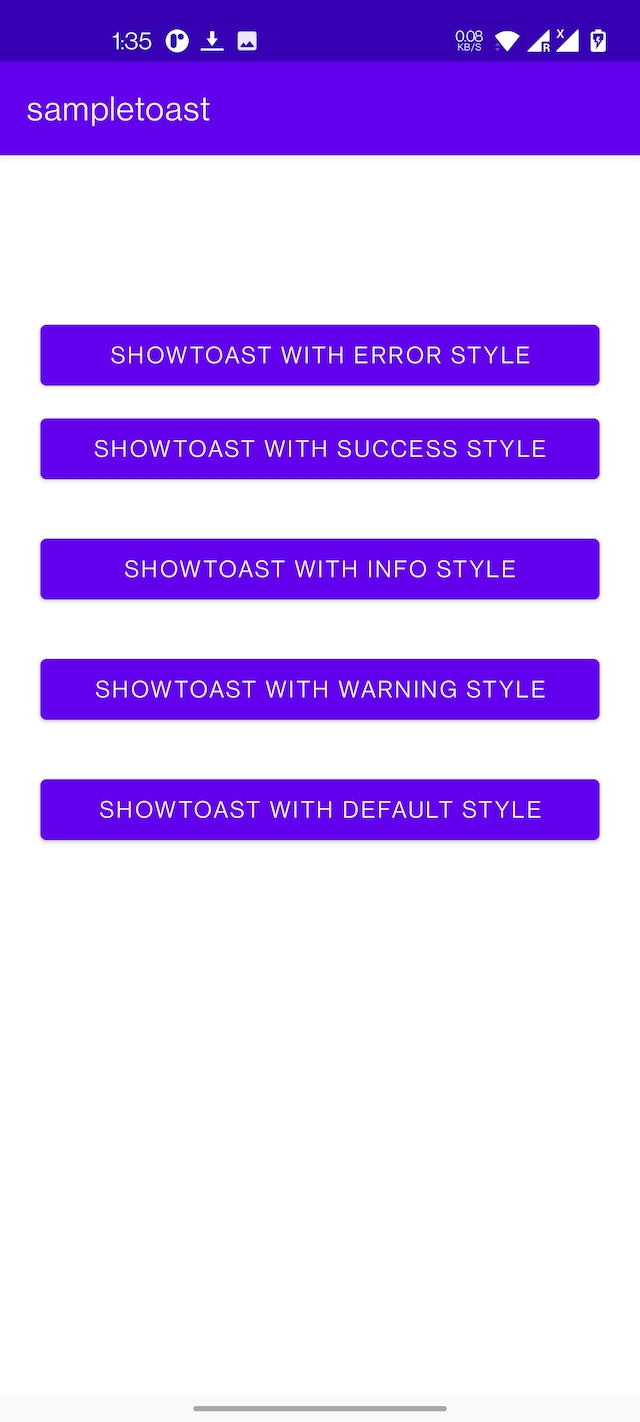 1:35
0.08
KB/S
R
X
sampletoast
SHOWTOAST WITH ERROR STYLE
SHOWTOAST WITH SUCCESS STYLE
SHOWTOAST WITH INFO STYLE
SHOWTOAST WITH WARNING STYLE
SHOWTOAST WITH DEFAULT STYLE